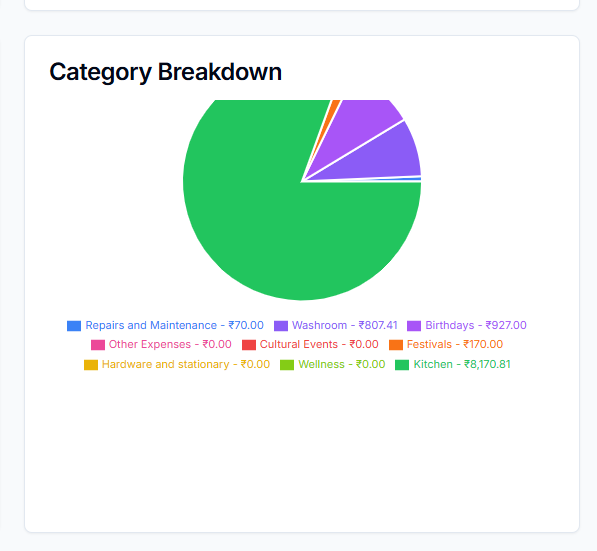 Category Breakdown
Repairs and Maintenance - ₹70.00 Washroom - ₹807.41 Birthdays - ₹927.00
Other Expenses - ₹0.00 Cultural Events - ₹0.00 Festivals - ₹170.00
Hardware and stationary - ₹0.00 Wellness - ₹0.00 Kitchen - ₹8,170.81